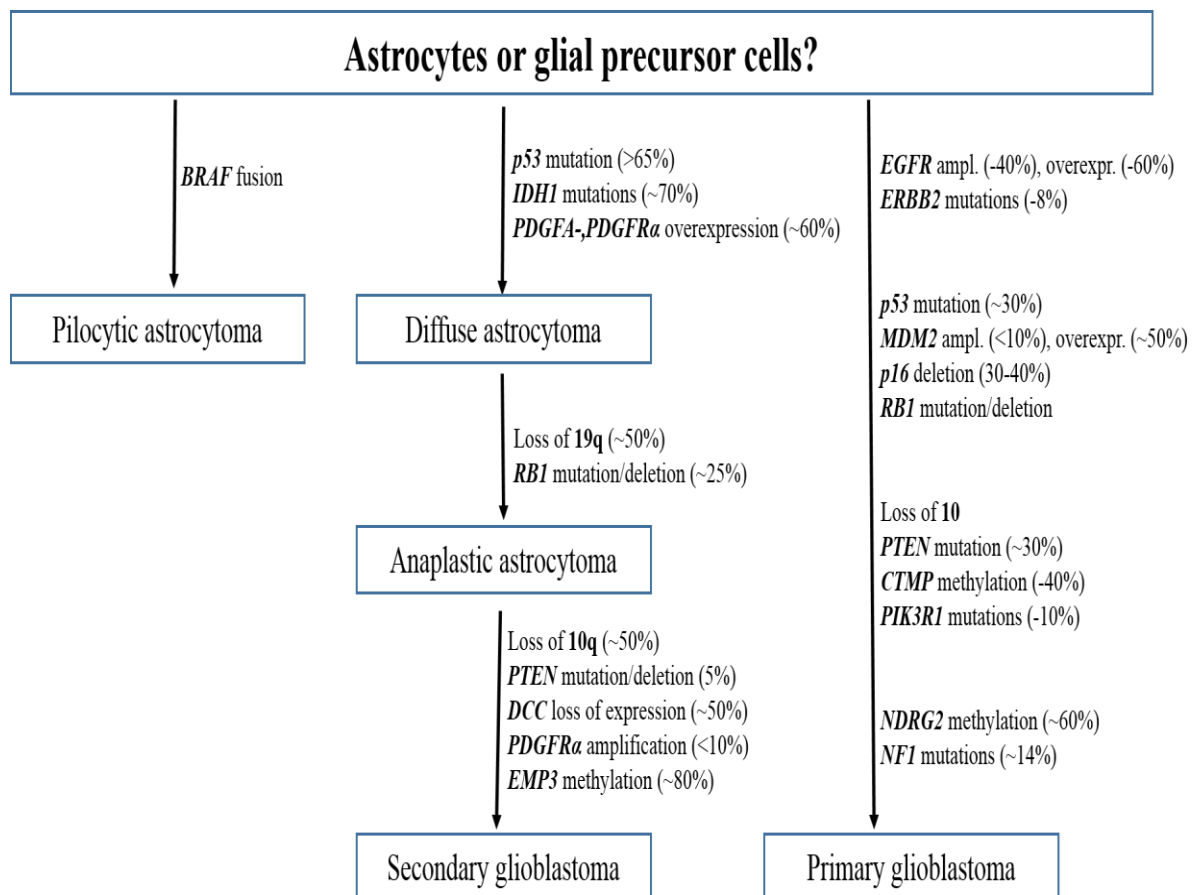 Astrocytes or glial precursor cells?
BRAF fusion
Pilocytic astrocytoma
p53 mutation (>65%)
IDH1 mutations (~70%)
PDGFA-,PDGFRα overexpression (~60%)
Diffuse astrocytoma
Loss of 19q (~50%)
RB1 mutation/deletion (~25%)
Anaplastic astrocytoma
Loss of 10q (~50%)
PTEN mutation/deletion (5%)
DCC loss of expression (~50%)
PDGFRα amplification (<10%)
EMP3 methylation (~80%)
Secondary glioblastoma
EGFR ampl. (-40%), overexpr. (-60%)
ERBB2 mutations (-8%)
p53 mutation (~30%)
MDM2 ampl. (<10%), overexpr. (~50%)
p16 deletion (30-40%)
RB1 mutation/deletion
Loss of 10
PTEN mutation (~30%)
CTMP methylation (-40%)
PIK3R1 mutations (-10%)
NDRG2 methylation (~60%)
NF1 mutations (~14%)
Primary glioblastoma